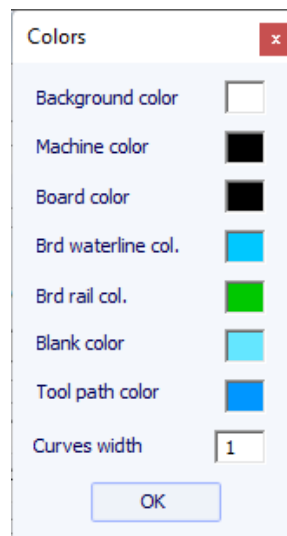 Colors
x
Background color
Machine color
Board color
Brd waterline col.
Brd rail col.
Blank color
Tool path color
Curves width 1
OK